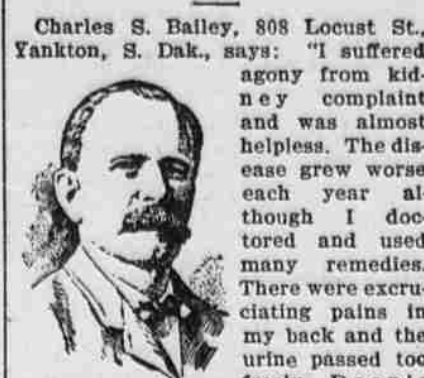 Charles S. Bailey, 808 Locust St.,
Yankton, S. Dak., says: "I suffered
agony from kid-
ney complaint
and was almost
helpless. The dis-
ease grew worse
each year al-
though I doc-
tored and used
many remedies.
There were excru-
ciating pains in
my back and the
urine passed too